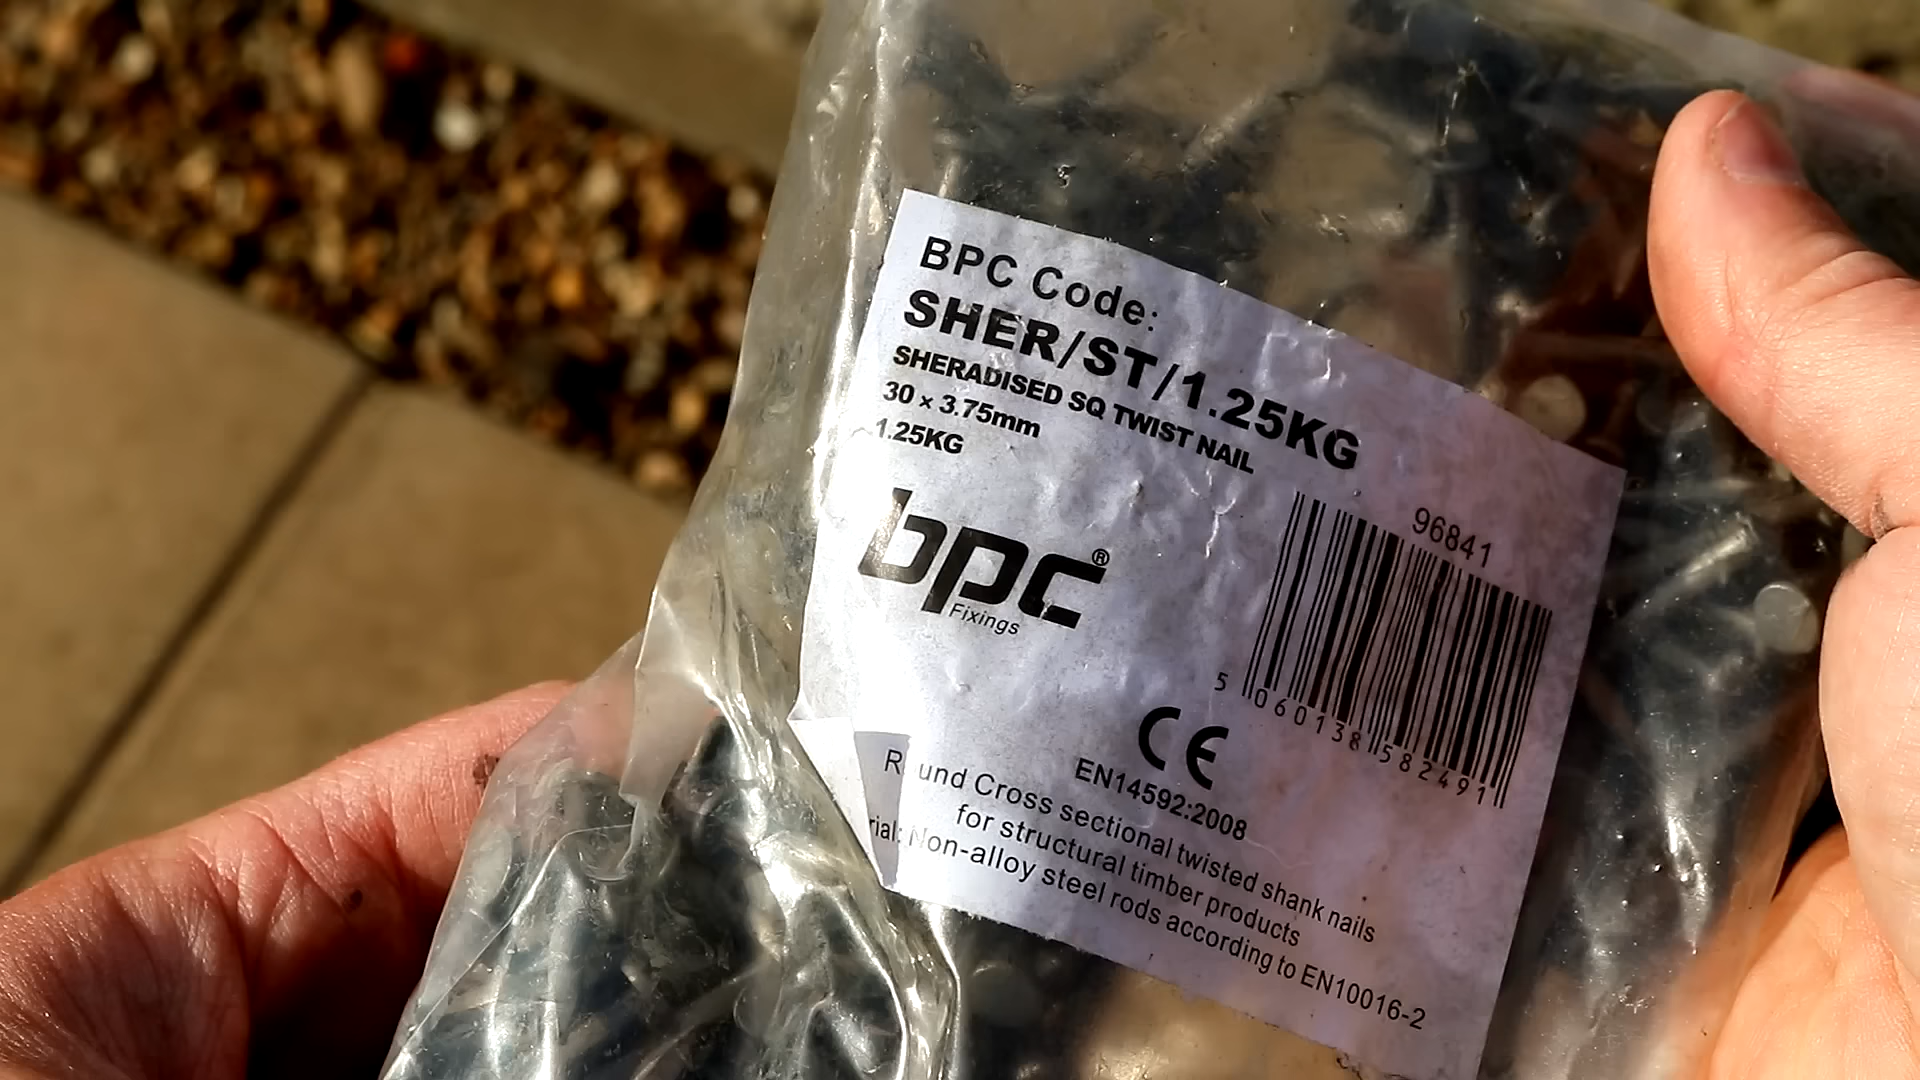 BPC Code:
SHER/ST/1.25KG
SHERADISED SQ TWIST NAIL
30 × 3.75mm
1.25KG
bpc®
Fixings
96841
5 060138 582491
CE
EN14592:2008
R und Cross sectional twisted shank nails
for structural timber products
rial: Non-alloy steel rods according to EN10016-2